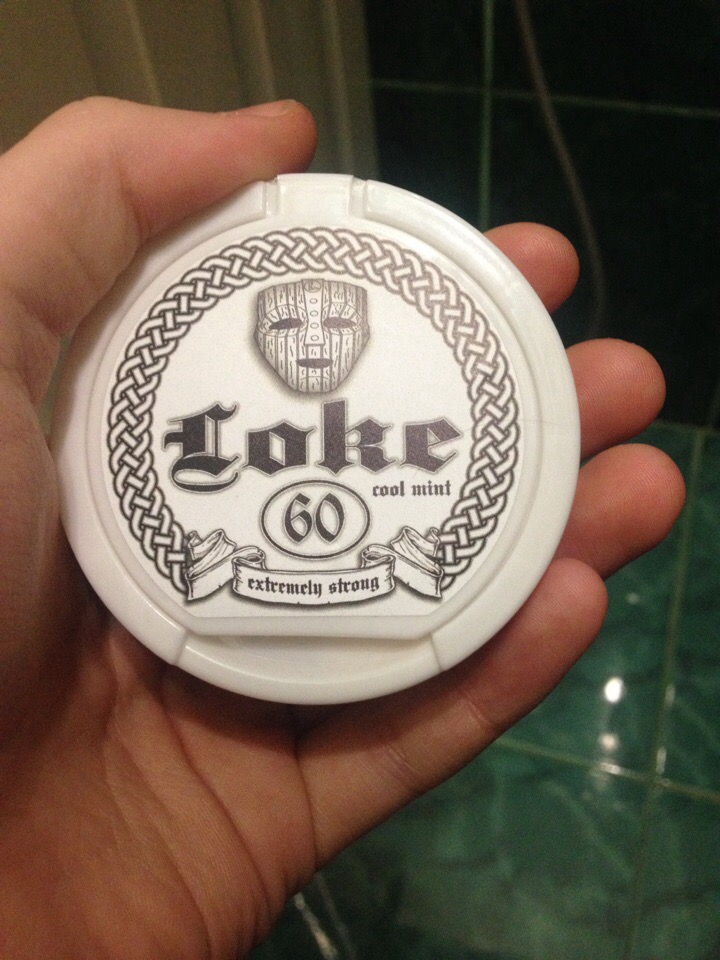 Loke
cool mint
60
extremely strong